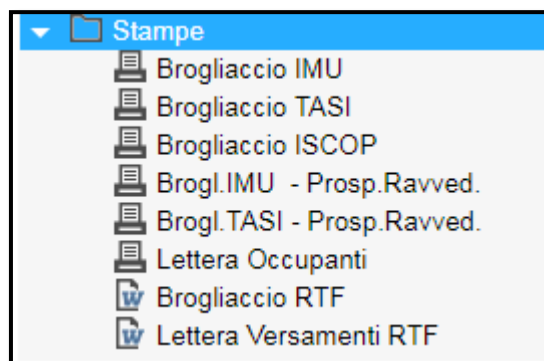 Stampe
Brogliaccio IMU
Brogliaccio TASI
Brogliaccio ISCOP
Brogl.IMU - Prosp.Ravved.
Brogl.TASI - Prosp.Ravved.
Lettera Occupanti
Brogliaccio RTF
Lettera Versamenti RTF